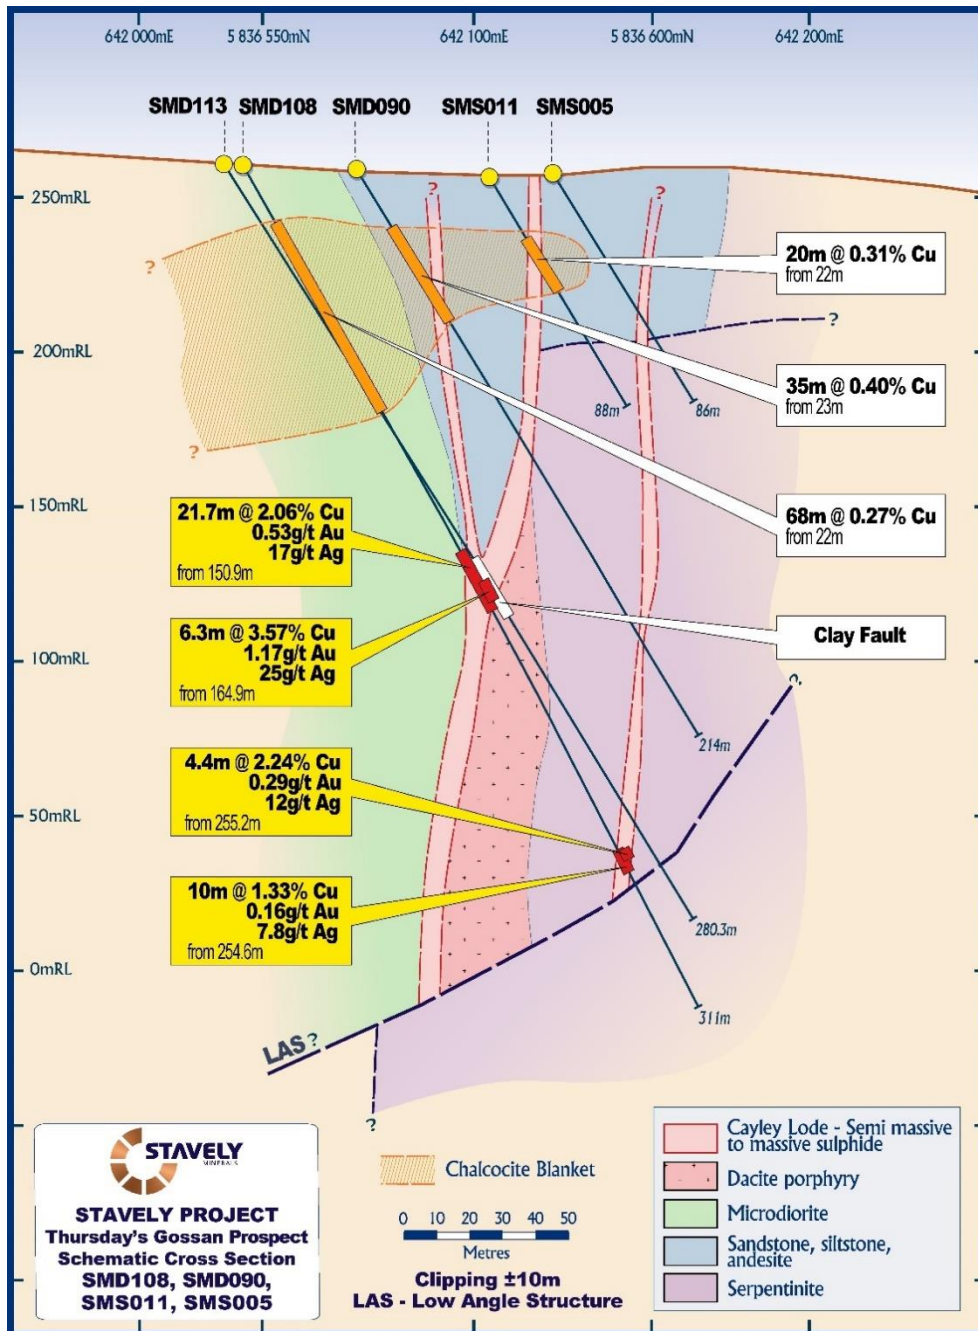 642 000mE
5 836 550mN
642 100mE
5 836 600mN
642 200mE
SMD113
SMD108
SMD090
SMS011
SMS005
250mRL
200mRL
150mRL
100mRL
50mRL
0mRL
?
?
?
?
?
?
?
?
20m @ 0.31% Cu
from 22m
35m @ 0.40% Cu
from 23m
68m @ 0.27% Cu
from 22m
Clay Fault
88m
86m
214m
280.3m
311m
21.7m @ 2.06% Cu
0.53g/t Au
17g/t Ag
from 150.9m
6.3m @ 3.57% Cu
1.17g/t Au
25g/t Ag
from 164.9m
4.4m @ 2.24% Cu
0.29g/t Au
12g/t Ag
from 255.2m
10m @ 1.33% Cu
0.16g/t Au
7.8g/t Ag
from 254.6m
LAS
STAVELY
MINERALS
STAVELY PROJECT
Thursday's Gossan Prospect
Schematic Cross Section
SMD108, SMD090,
SMS011, SMS005
Chalcocite Blanket
0 10 20 30 40 50
Metres
Clipping ±10m
LAS - Low Angle Structure
Cayley Lode - Semi massive
to massive sulphide
Dacite porphyry
Microdiorite
Sandstone, siltstone,
andesite
Serpentinite